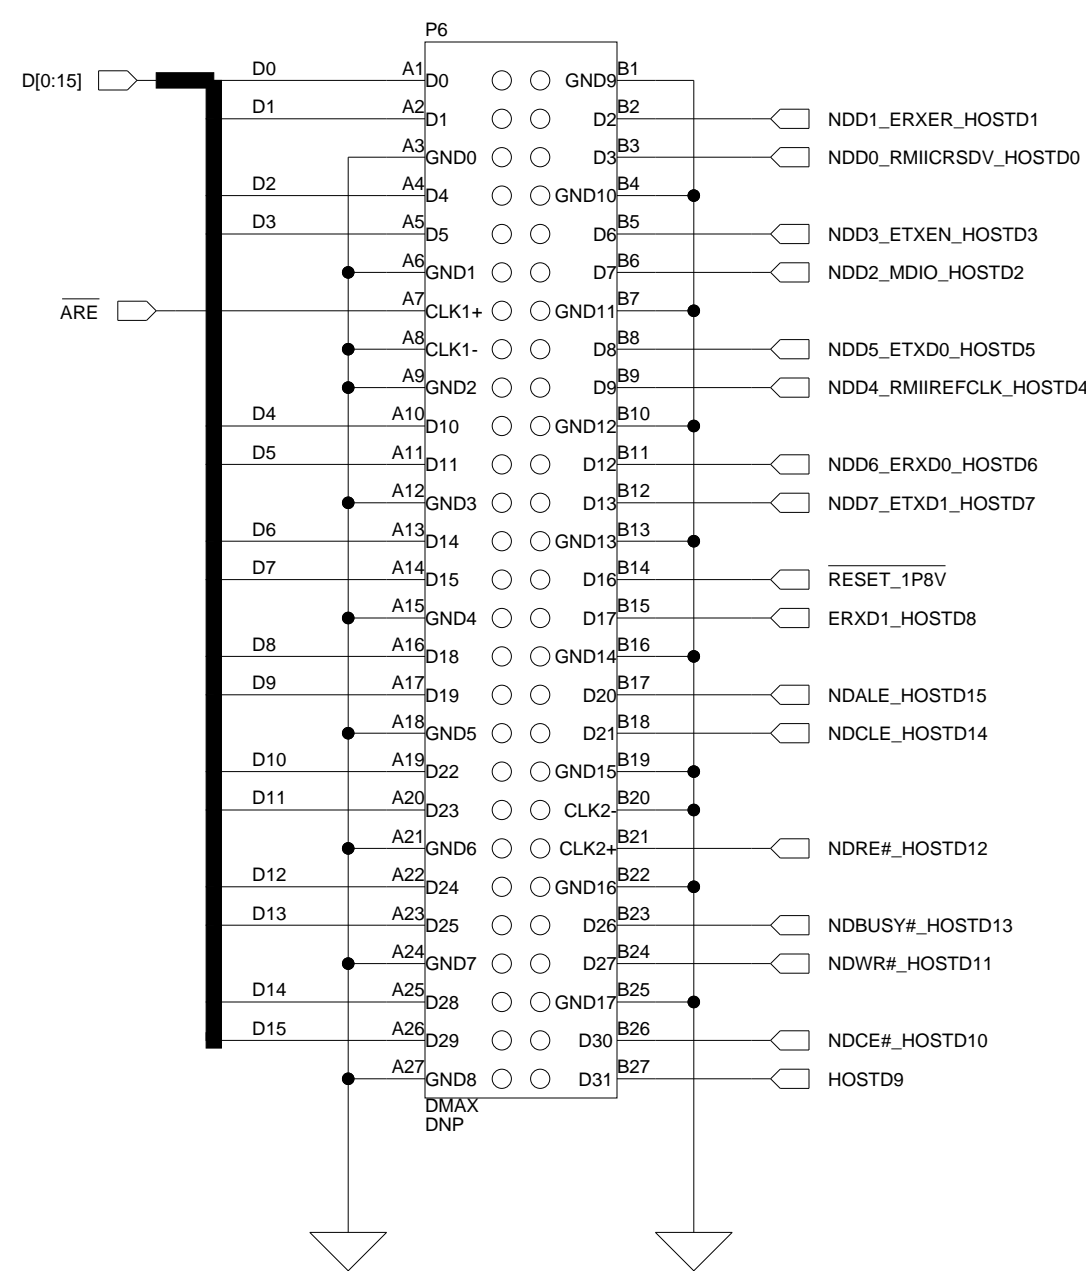 P6
D[0:15] D0 A1 D0 GND9 B1
D1 A2 D1 D2 B2 NDD1_ERXER_HOSTD1
A3 GND0 D3 B3 NDD0_RMIICRSDV_HOSTD0
D2 A4 D4 GND10 B4
D3 A5 D5 D6 B5 NDD3_ETXEN_HOSTD3
A6 GND1 D7 B6 NDD2_MDIO_HOSTD2
ARE A7 CLK1+ GND11 B7
A8 CLK1- D8 B8 NDD5_ETXD0_HOSTD5
A9 GND2 D9 B9 NDD4_RMIIREFCLK_HOSTD4
D4 A10 D10 GND12 B10
D5 A11 D11 D12 B11 NDD6_ERXD0_HOSTD6
A12 GND3 D13 B12 NDD7_ETXD1_HOSTD7
D6 A13 D14 GND13 B13
D7 A14 D15 D16 B14 RESET_1P8V
A15 GND4 D17 B15 ERXD1_HOSTD8
D8 A16 D18 GND14 B16
D9 A17 D19 D20 B17 NDALE_HOSTD15
A18 GND5 D21 B18 NDCLE_HOSTD14
D10 A19 D22 GND15 B19
D11 A20 D23 CLK2- B20
A21 GND6 CLK2+ B21 NDRE#_HOSTD12
D12 A22 D24 GND16 B22
D13 A23 D25 D26 B23 NDBUSY#_HOSTD13
A24 GND7 D27 B24 NDWR#_HOSTD11
D14 A25 D28 GND17 B25
D15 A26 D29 D30 B26 NDCE#_HOSTD10
A27 GND8 D31 B27 HOSTD9
DMAX
DNP